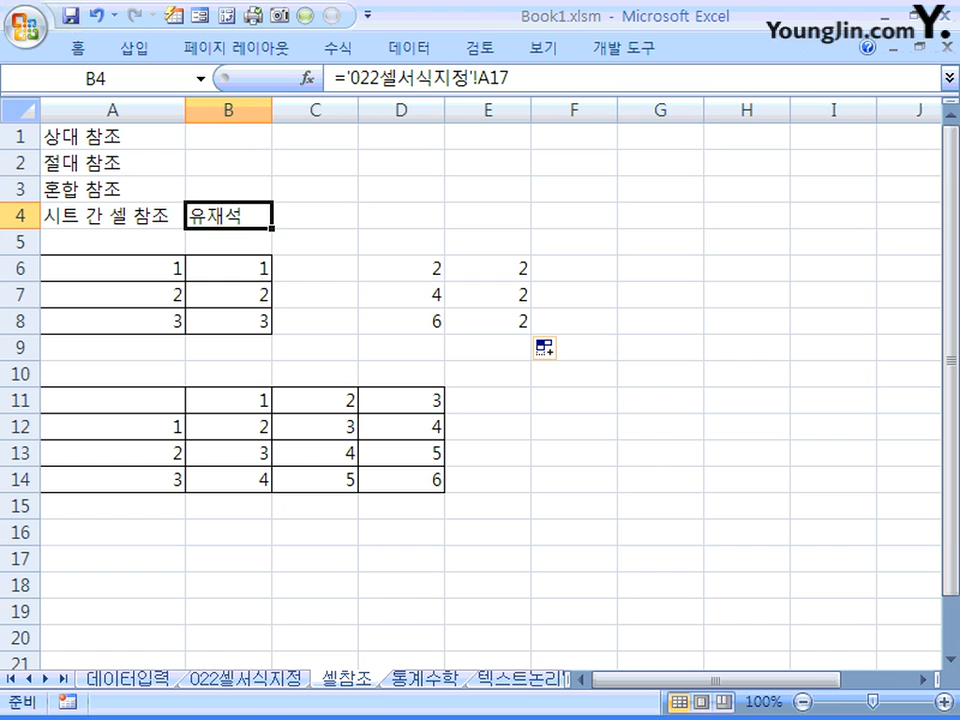 Book1.xlsm - Microsoft Excel
YoungJin.com Y.
홈 삽입 페이지 레이아웃 수식 데이터 검토 보기 개발 도구
B4 fx ='022셀서식지정'!A17
A B C D E F G H I J
1 상대 참조
2 절대 참조
3 혼합 참조
4 시트 간 셀 참조 유재석
5
6 1 1 2 2
7 2 2 4 2
8 3 3 6 2
9
10
11 1 2 3
12 1 2 3 4
13 2 3 4 5
14 3 4 5 6
15
16
17
18
19
20
21
데이터입력 022셀서식지정 셀참조 통계수학 텍스트논리
준비 100%